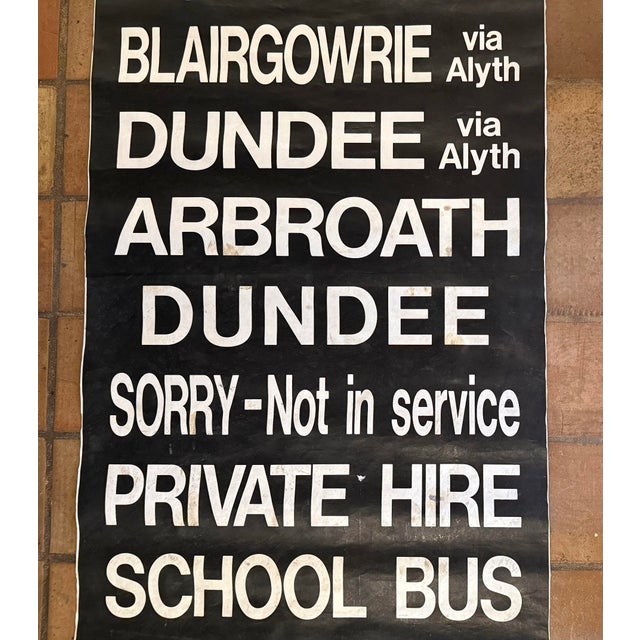 BLAIRGOWRIE via Alyth
DUNDEE via Alyth
ARBROATH
DUNDEE
SORRY-Not in service
PRIVATE HIRE
SCHOOL BUS